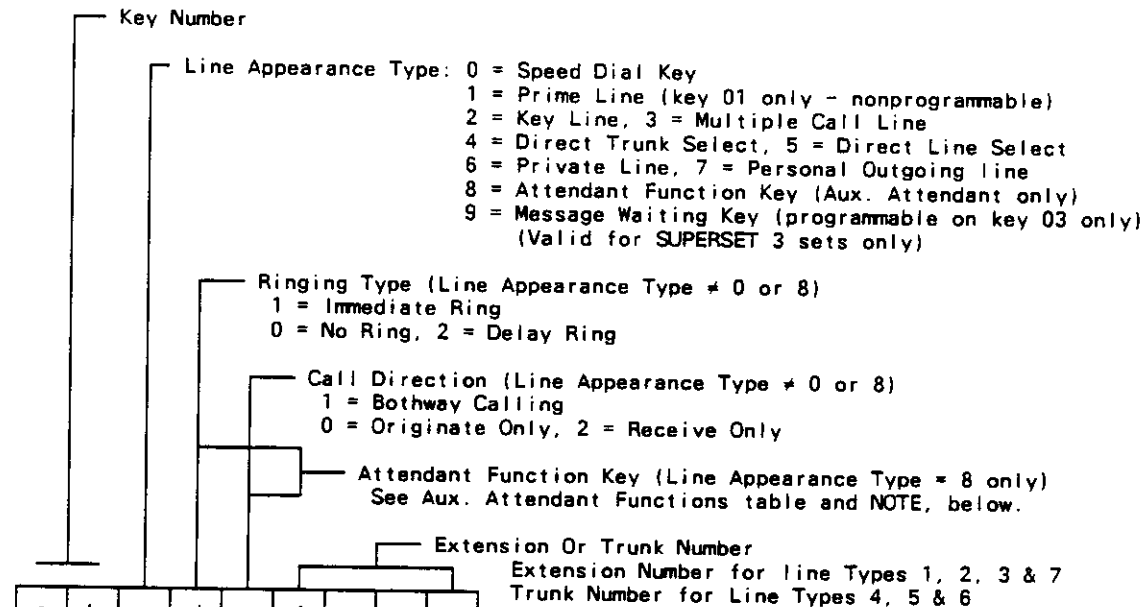 Key Number
Line Appearance Type: 0 = Speed Dial Key
1 = Prime Line (key 01 only - nonprogrammable)
2 = Key Line, 3 = Multiple Call Line
4 = Direct Trunk Select, 5 = Direct Line Select
6 = Private Line, 7 = Personal Outgoing line
8 = Attendant Function Key (Aux. Attendant only)
9 = Message Waiting Key (programmable on key 03 only)
(Valid for SUPERSET 3 sets only)
Ringing Type (Line Appearance Type ≠ 0 or 8)
1 = Immediate Ring
0 = No Ring, 2 = Delay Ring
Call Direction (Line Appearance Type ≠ 0 or 8)
1 = Bothway Calling
0 = Originate Only, 2 = Receive Only
Attendant Function Key (Line Appearance Type = 8 only)
See Aux. Attendant Functions table and NOTE, below.
Extension Or Trunk Number
Extension Number for line Types 1, 2, 3 & 7
Trunk Number for Line Types 4, 5 & 6